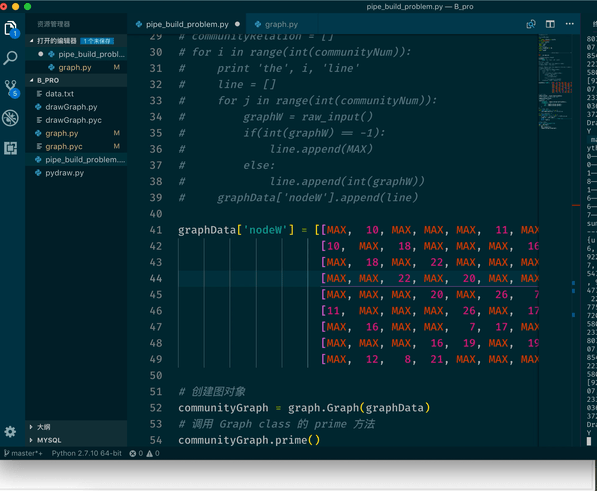 pipe_build_problem.py — B_pro
资源管理器
打开的编辑器 1 个未保存
pipe_build_probl...
graph.py M
B_PRO
data.txt
drawGraph.py
drawGraph.pyc
graph.py M
graph.pyc M
pipe_build_problem....
pydraw.py
大纲
MYSQL
pipe_build_problem.py
graph.py
29 # communityRelation = []
30 # for i in range(int(communityNum)):
31 #     print 'the', i, 'line'
32 #     line = []
33 #     for j in range(int(communityNum)):
34 #         graphW = raw_input()
35 #         if(int(graphW) == -1):
36 #             line.append(MAX)
37 #         else:
38 #             line.append(int(graphW))
39 #     graphData['nodeW'].append(line)
40
41 graphData['nodeW'] = [[MAX, 10, MAX, MAX, MAX, 11, MAX
42 [10, MAX, 18, MAX, MAX, MAX, 16
43 [MAX, 18, MAX, 22, MAX, MAX, MAX
44 [MAX, MAX, 22, MAX, 20, MAX, MAX
45 [MAX, MAX, MAX, 20, MAX, 26, 7
46 [11, MAX, MAX, MAX, 26, MAX, 17
47 [MAX, 16, MAX, MAX, 7, 17, MAX
48 [MAX, MAX, MAX, 16, 19, MAX, 19
49 [MAX, 12, 8, 21, MAX, MAX, MAX
50
51 # 创建图对象
52 communityGraph = graph.Graph(graphData)
53 # 调用 Graph class 的 prime 方法
54 communityGraph.prime()
master*+ Python 2.7.10 64-bit 0 0